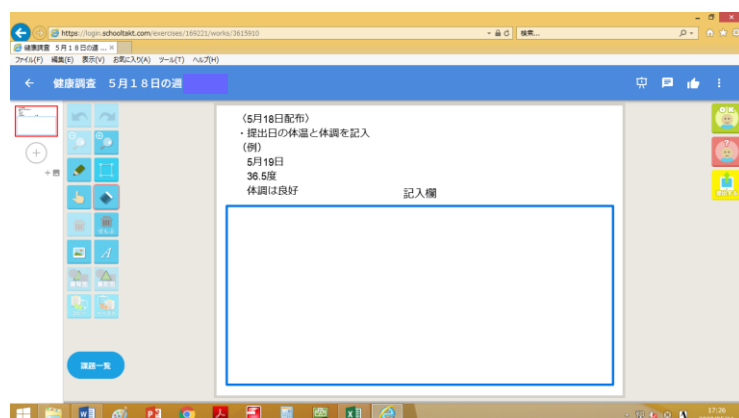 https://login.schooltakt.com/exercises/169221/works/3615910
検索...
健康調査 5月18日の週 ...
ファイル(F) 編集(E) 表示(V) お気に入り(A) ツール(T) ヘルプ(H)
健康調査 5月18日の週
〈5月18日配布〉
・提出日の体温と体調を記入
(例)
5月19日
36.5度
体調は良好
記入欄
課題一覧
17:26